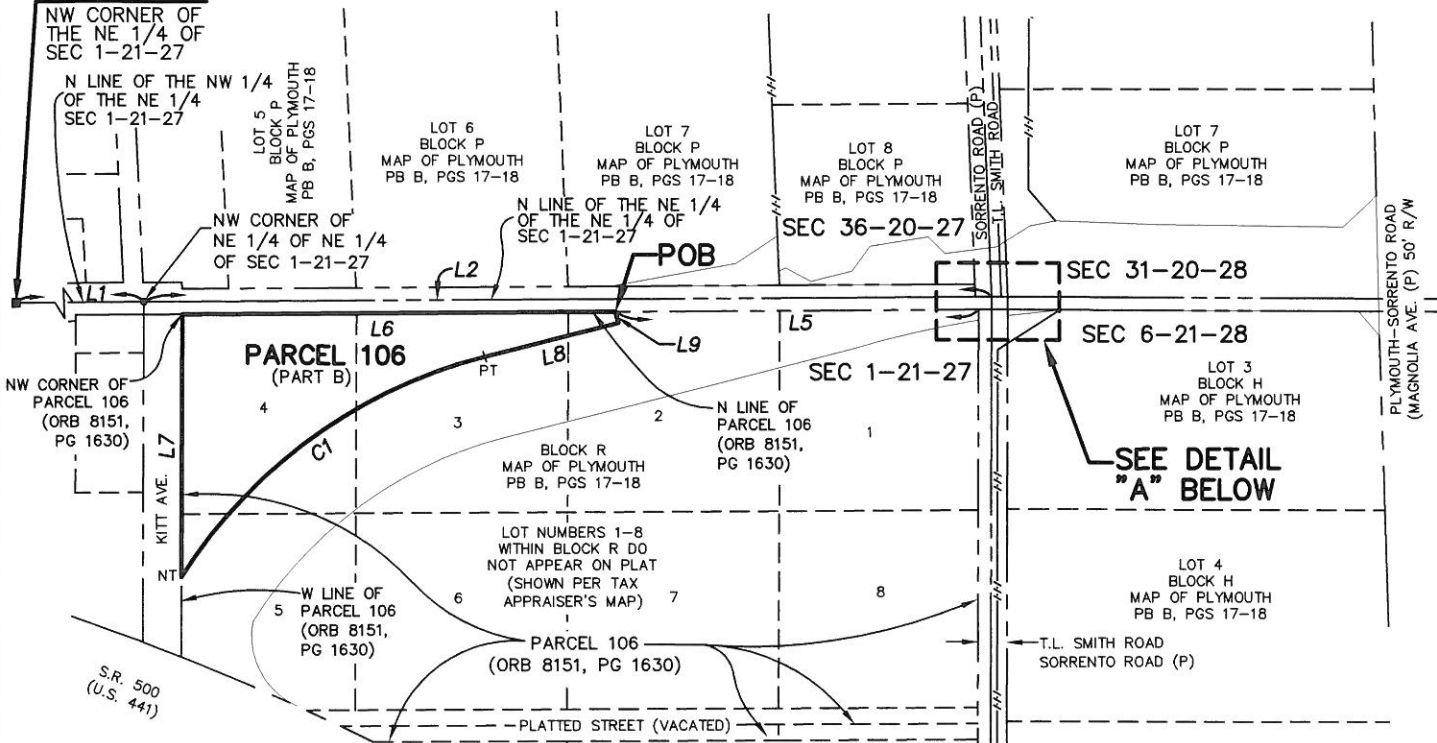 NW CORNER OF
THE NE 1/4 OF
SEC 1-21-27
N LINE OF THE NW 1/4
OF THE NE 1/4
SEC 1-21-27
LOT 5
BLOCK P
MAP OF PLYMOUTH
PB B, PGS 17-18
LOT 6
BLOCK P
MAP OF PLYMOUTH
PB B, PGS 17-18
LOT 7
BLOCK P
MAP OF PLYMOUTH
PB B, PGS 17-18
LOT 8
BLOCK P
MAP OF PLYMOUTH
PB B, PGS 17-18
SORRENTO ROAD (P)
T.L. SMITH ROAD
LOT 7
BLOCK P
MAP OF PLYMOUTH
PB B, PGS 17-18
NW CORNER OF
NE 1/4 OF NE 1/4
OF SEC 1-21-27
N LINE OF THE NE 1/4
OF THE NE 1/4 OF
SEC 1-21-27
SEC 36-20-27
POB
SEC 31-20-28
L1
L2
L5
L6
L8
L9
SEC 6-21-28
PLYMOUTH-SORRENTO ROAD
(MAGNOLIA AVE. (P) 50' R/W
PARCEL 106
(PART B)
PT
SEC 1-21-27
NW CORNER OF
PARCEL 106
(ORB 8151,
PG 1630)
4
3
2
1
N LINE OF
PARCEL 106
(ORB 8151,
PG 1630)
LOT 3
BLOCK H
MAP OF PLYMOUTH
PB B, PGS 17-18
L7
C1
BLOCK R
MAP OF PLYMOUTH
PB B, PGS 17-18
SEE DETAIL
"A" BELOW
KITT AVE.
NT
LOT NUMBERS 1-8
WITHIN BLOCK R DO
NOT APPEAR ON PLAT
(SHOWN PER TAX
APPRAISER'S MAP)
5
6
7
8
W LINE OF
PARCEL 106
(ORB 8151,
PG 1630)
LOT 4
BLOCK H
MAP OF PLYMOUTH
PB B, PGS 17-18
PARCEL 106
(ORB 8151, PG 1630)
T.L. SMITH ROAD
SORRENTO ROAD (P)
S.R. 500
(U.S. 441)
PLATTED STREET (VACATED)